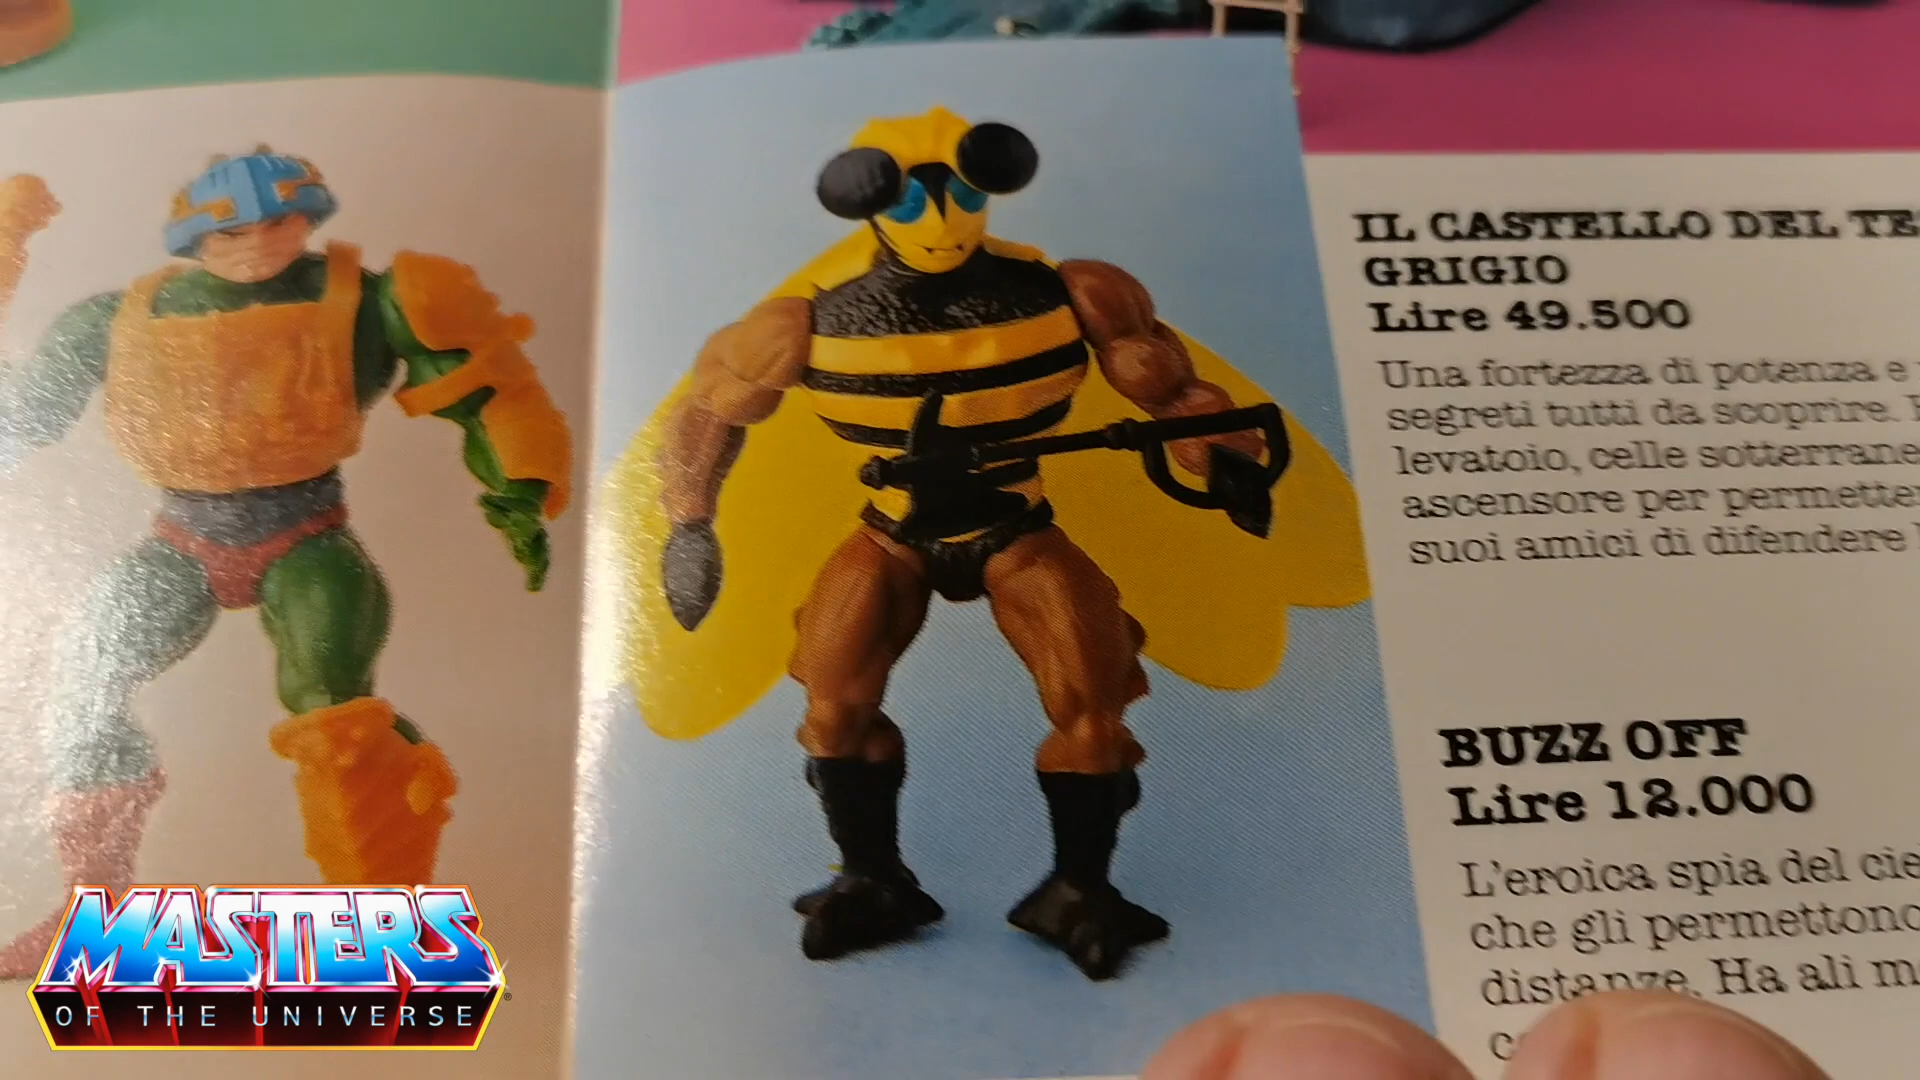 IL CASTELLO DEL
GRIGIO
Lire 49.500
Una fortezza di potenza e
segreti tutti da scoprire.
levatoio, celle sotterrane
ascensore per permette
suoi amici di difendere
BUZZ OFF
Lire 12.000
L'eroica spia del cie
che gli permettono
distanze. Ha ali
MASTERS
OF THE UNIVERSE